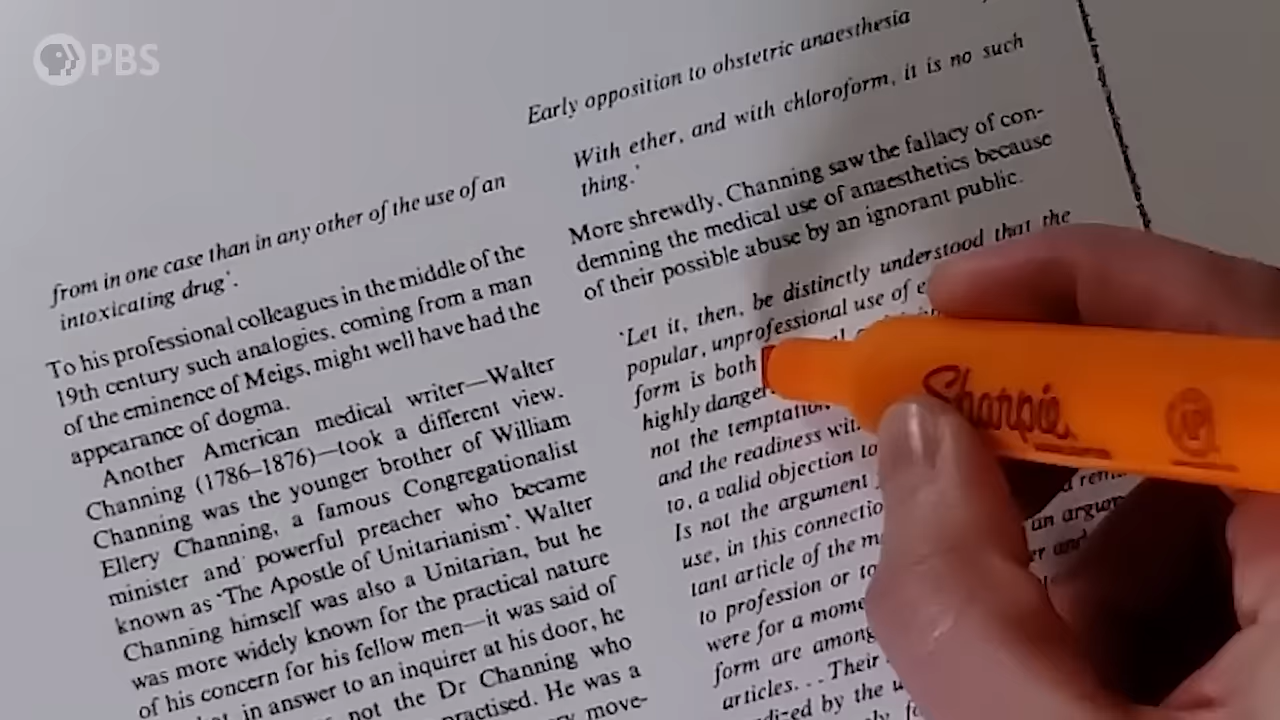 PBS
Early opposition to obstetric anaesthesia
from in one case than in any other of the use of an
intoxicating drug'.
To his professional colleagues in the middle of the
19th century such analogies, coming from a man
of the eminence of Meigs, might well have had the
appearance of dogma.
Another American medical writer—Walter
Channing (1786–1876)—took a different view.
Channing was the younger brother of William
Ellery Channing, a famous Congregationalist
minister and powerful preacher who became
known as 'The Apostle of Unitarianism'. Walter
Channing himself was also a Unitarian, but he
was more widely known for the practical nature
of his concern for his fellow men—it was said of
in answer to an inquirer at his door, he
not the Dr Channing who
practised. He was a
move-
With ether, and with chloroform, it is no such
thing.'
More shrewdly, Channing saw the fallacy of con-
demning the medical use of anaesthetics because
of their possible abuse by an ignorant public.
'Let it, then, be distinctly understood that the
popular, unprofessional use of
form is both
highly
not the temptation
and the readiness
to, a valid objection to
Is not the argument
use, in this
tant article of the
to profession or to
were for a
form are among
articles. . . Their
by the
an
Sharpie